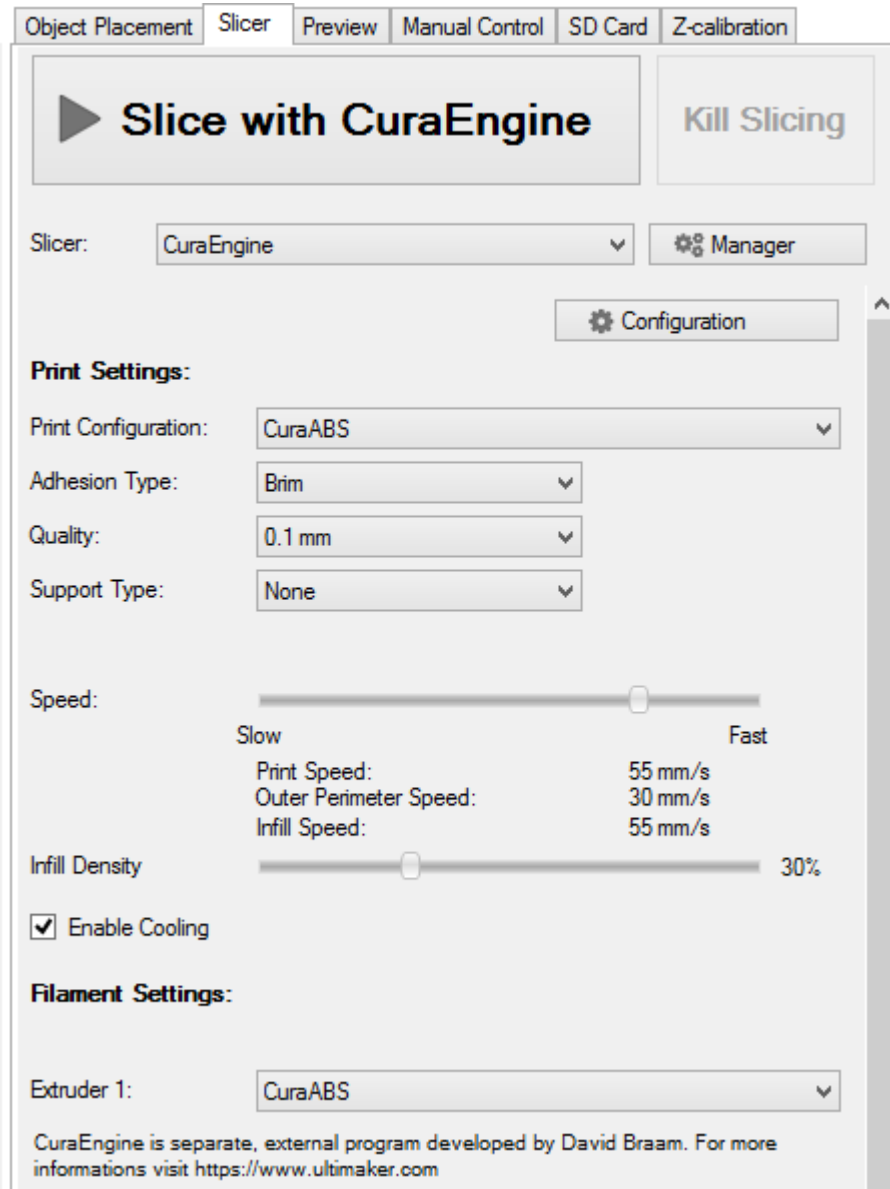 Object Placement Slicer Preview Manual Control SD Card Z-calibration
Slice with CuraEngine Kill Slicing
Slicer: CuraEngine Manager
Configuration
Print Settings:
Print Configuration: CuraABS
Adhesion Type: Brim
Quality: 0.1 mm
Support Type: None
Speed:
Slow Fast
Print Speed: 55 mm/s
Outer Perimeter Speed: 30 mm/s
Infill Speed: 55 mm/s
Infill Density 30%
Enable Cooling
Filament Settings:
Extruder 1: CuraABS
CuraEngine is separate, external program developed by David Braam. For more
informations visit https://www.ultimaker.com